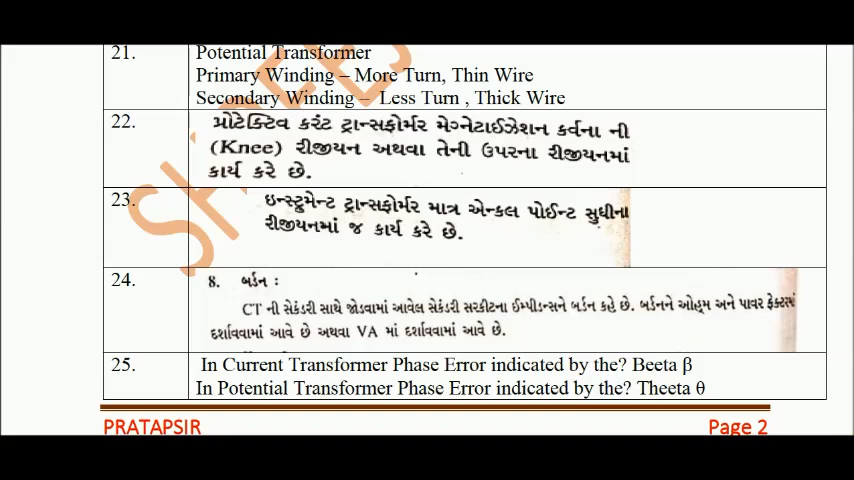 21.
Potential Transformer
Primary Winding – More Turn, Thin Wire
Secondary Winding – Less Turn , Thick Wire
22.
પ્રોટેક્ટિવ કરંટ ટ્રાન્સફોર્મર મેગ્નેટાઈઝેશન કર્વના ની
(Knee) રીજીયન અથવા તેની ઉપરના રીજીયનમાં
કાર્ય કરે છે.
23.
ઇન્સ્ટ્રુમેન્ટ ટ્રાન્સફોર્મર માત્ર એન્કલ પોઈન્ટ સુધીના
રીજીયનમાં જ કાર્ય કરે છે.
24.
8. બર્ડન :
CT ની સેકંડરી સાથે જોડવામાં આવેલ સેકંડરી સરકીટના ઈમ્પીડન્સને બર્ડન કહે છે. બર્ડનને ઓહ્મ અને પાવર ફેક્ટરમાં
દર્શાવવામાં આવે છે અથવા VA માં દર્શાવવામાં આવે છે.
25.
In Current Transformer Phase Error indicated by the? Beeta β
In Potential Transformer Phase Error indicated by the? Theeta θ
PRATAPSIR
Page 2